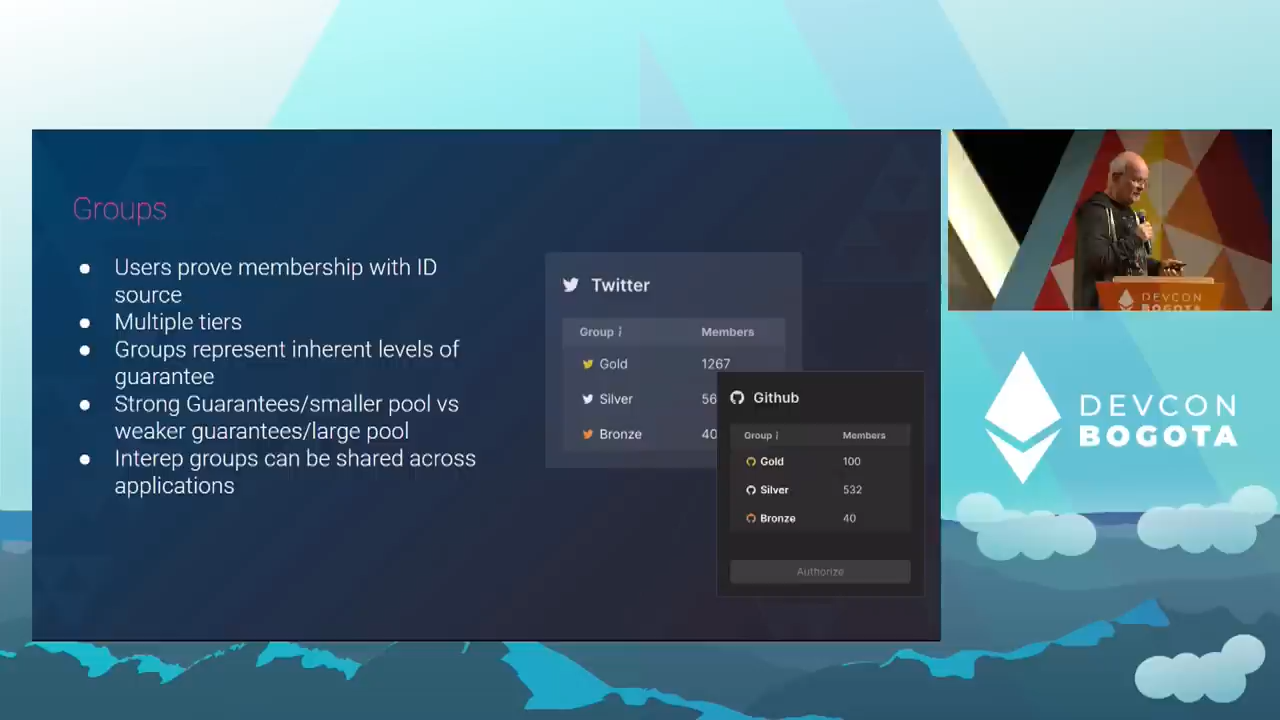 Groups
● Users prove membership with ID
source
● Multiple tiers
● Groups represent inherent levels of
guarantee
● Strong Guarantees/smaller pool vs
weaker guarantees/large pool
● Interep groups can be shared across
applications
Twitter
Group Members
Gold 1267
Silver 56
Bronze 40
Github
Group Members
Gold 100
Silver 532
Bronze 40
Authorize
DEVCON
BOGOTA
DEVCON
BOGOTA